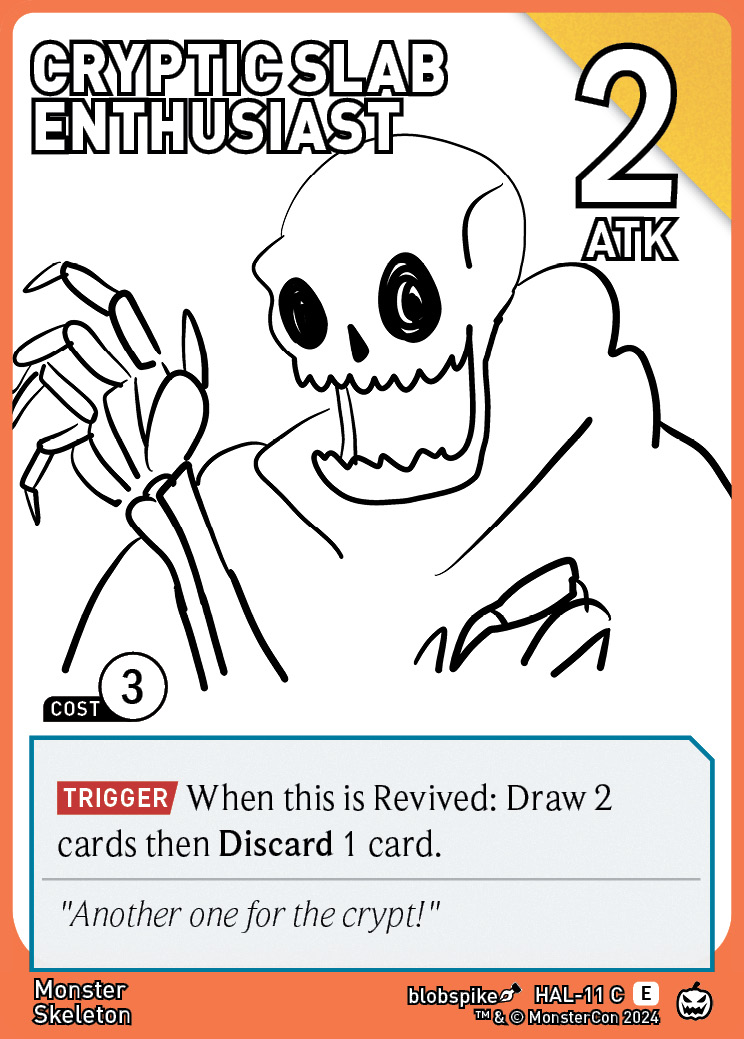 CRYPTIC SLAB
ENTHUSIAST
2
ATK
COST 3
TRIGGER When this is Revived: Draw 2
cards then Discard 1 card.
"Another one for the crypt!"
Monster
Skeleton
blobspike HAL-11 C E
™ & © MonsterCon 2024